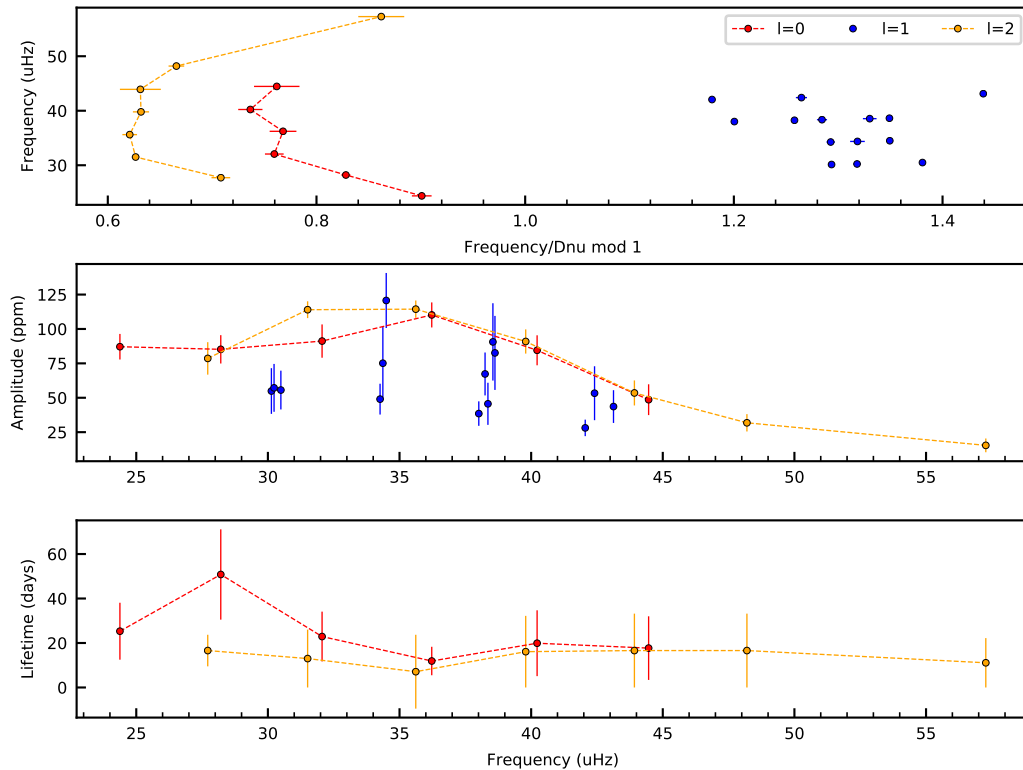 l=0 l=1 l=2
Frequency (uHz)
50
40
30
0.6 0.8 1.0 1.2 1.4
Frequency/Dnu mod 1
Amplitude (ppm)
125
100
75
50
25
25 30 35 40 45 50 55
Lifetime (days)
60
40
20
0
25 30 35 40 45 50 55
Frequency (uHz)